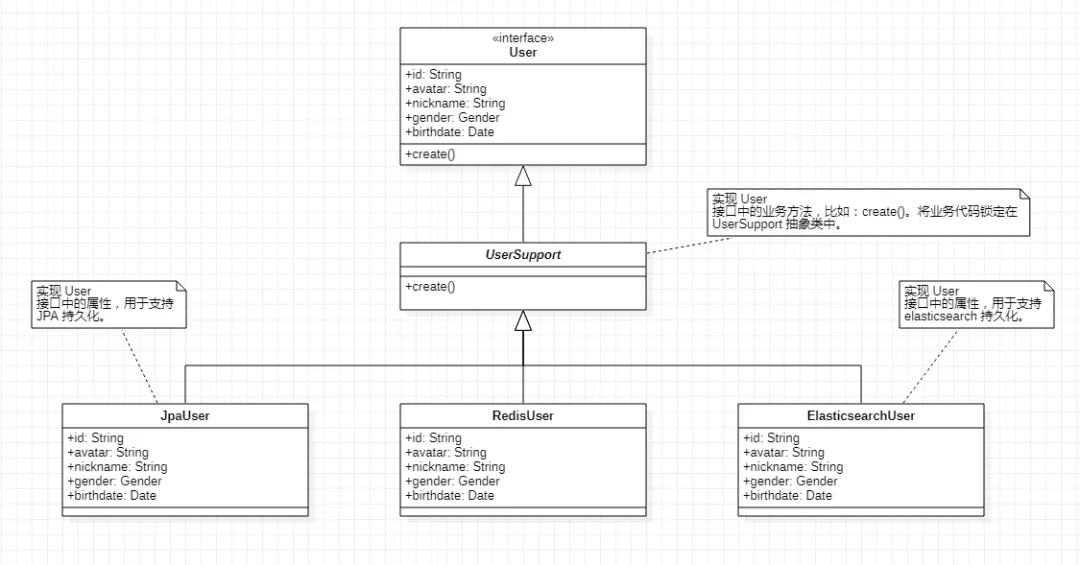 «interface»
User
+id: String
+avatar: String
+nickname: String
+gender: Gender
+birthdate: Date
+create()
实现 User
接口中的业务方法，比如：create()。将业务代码锁定在
UserSupport 抽象类中。
UserSupport
+create()
实现 User
接口中的属性，用于支持
JPA 持久化。
实现 User
接口中的属性，用于支持
elasticsearch 持久化。
JpaUser
+id: String
+avatar: String
+nickname: String
+gender: Gender
+birthdate: Date
RedisUser
+id: String
+avatar: String
+nickname: String
+gender: Gender
+birthdate: Date
ElasticsearchUser
+id: String
+avatar: String
+nickname: String
+gender: Gender
+birthdate: Date